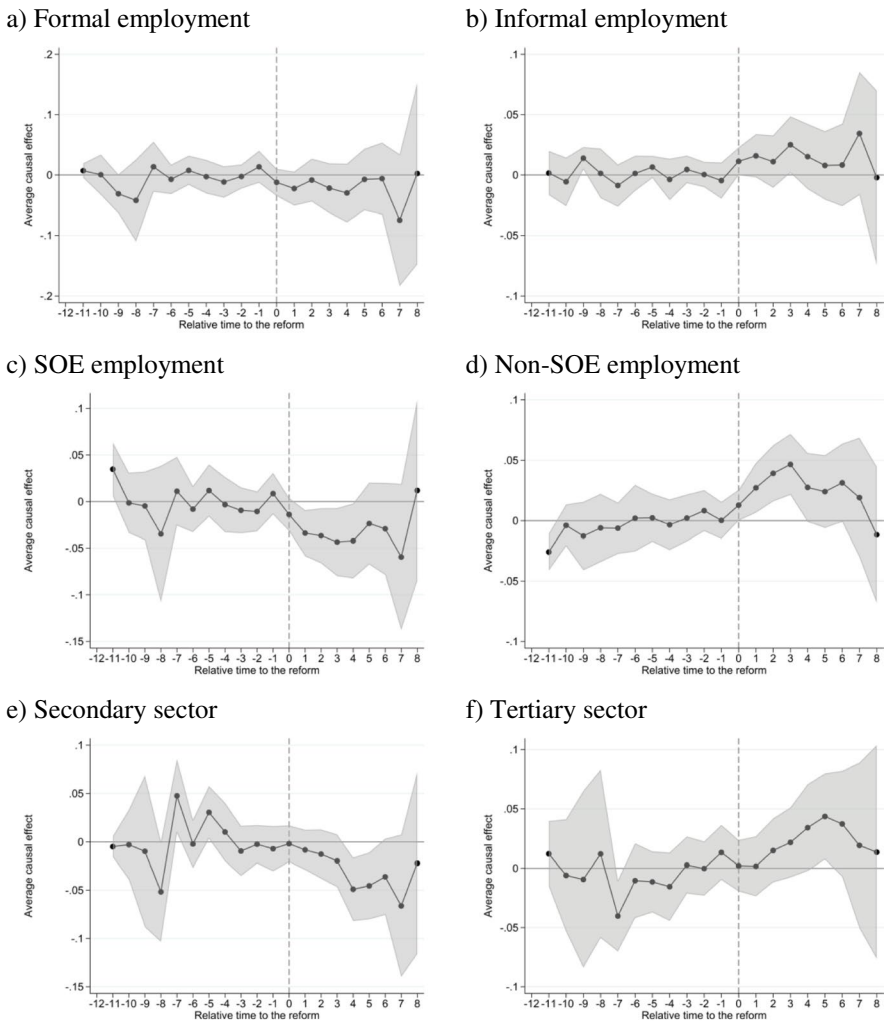 a) Formal employment
.2
.1
0
-.1
-.2
Average causal effect
-12 -11 -10 -9 -8 -7 -6 -5 -4 -3 -2 -1 0 1 2 3 4 5 6 7 8
Relative time to the reform
b) Informal employment
.1
.05
0
-.05
-.1
Average causal effect
-12 -11 -10 -9 -8 -7 -6 -5 -4 -3 -2 -1 0 1 2 3 4 5 6 7 8
Relative time to the reform
c) SOE employment
.1
.05
0
-.05
-.1
-.15
Average causal effect
-12 -11 -10 -9 -8 -7 -6 -5 -4 -3 -2 -1 0 1 2 3 4 5 6 7 8
Relative time to the reform
d) Non-SOE employment
.1
.05
0
-.05
-.1
Average causal effect
-12 -11 -10 -9 -8 -7 -6 -5 -4 -3 -2 -1 0 1 2 3 4 5 6 7 8
Relative time to the reform
e) Secondary sector
.1
.05
0
-.05
-.1
-.15
Average causal effect
-12 -11 -10 -9 -8 -7 -6 -5 -4 -3 -2 -1 0 1 2 3 4 5 6 7 8
Relative time to the reform
f) Tertiary sector
.1
.05
0
-.05
-.1
Average causal effect
-12 -11 -10 -9 -8 -7 -6 -5 -4 -3 -2 -1 0 1 2 3 4 5 6 7 8
Relative time to the reform